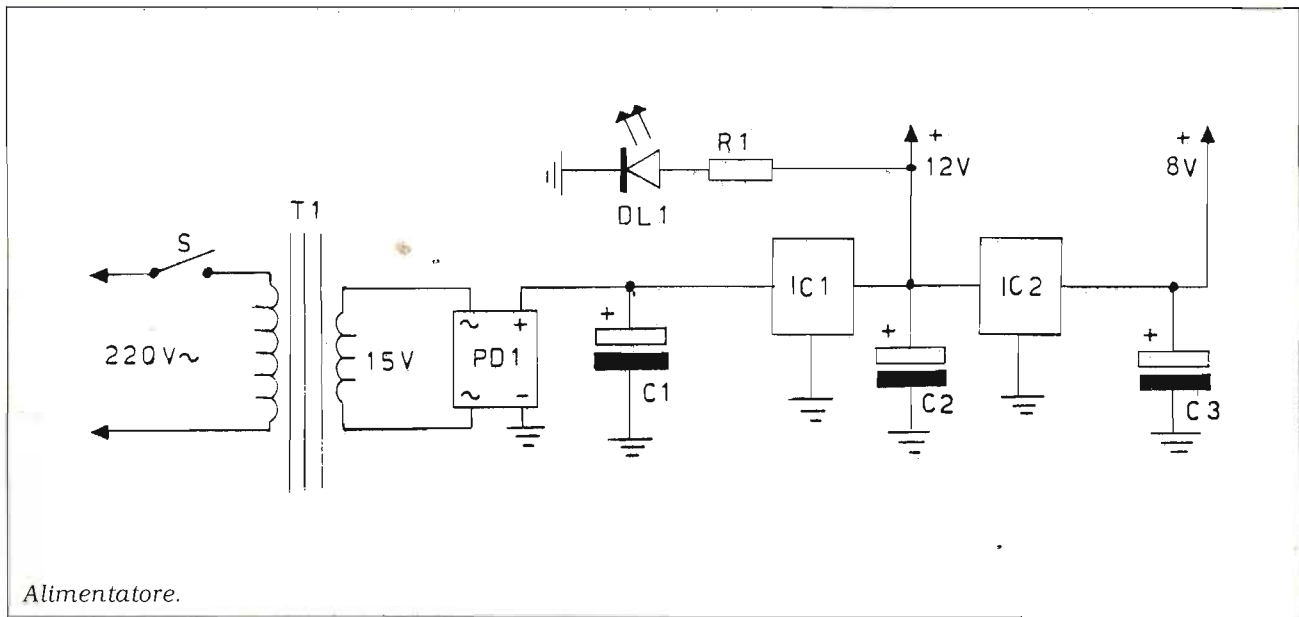 T1
S
220V~
15V
~ +
PD1
~ -
+
C1
DL1
R1
+
12V
IC1
+
C2
IC2
+
8V
+
C3
Alimentatore.